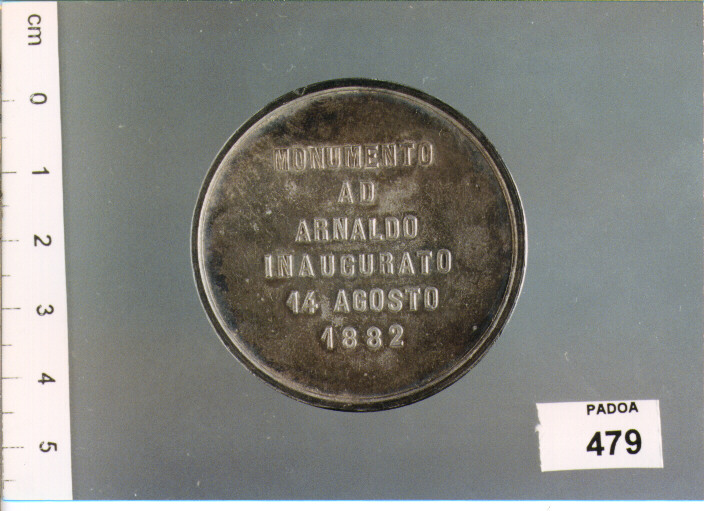 cm
0
1
2
3
4
5
MONUMENTO
AD
ARNALDO
INAUGURATO
14 AGOSTO
1882
PADOA
479